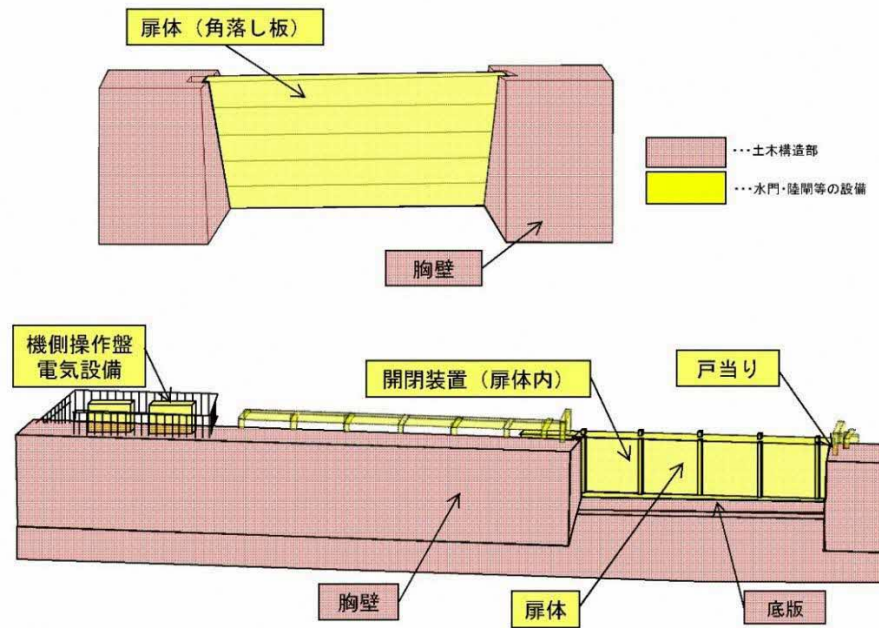 扉体（角落し板）
･･･土木構造部
･･･水門・陸閘等の設備
胸壁
機側操作盤
電気設備
開閉装置（扉体内）
戸当り
胸壁
扉体
底版